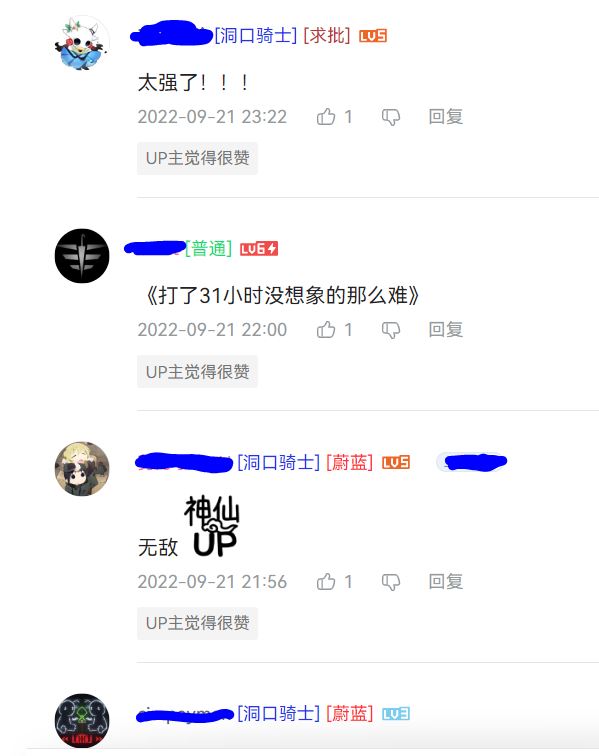 [洞口骑士] [求批] LV5
太强了！！！
2022-09-21 23:22 1 回复
UP主觉得很赞
[普通] LV6
《打了31小时没想象的那么难》
2022-09-21 22:00 1 回复
UP主觉得很赞
[洞口骑士] [蔚蓝] LV5
无敌 神仙UP
2022-09-21 21:56 1 回复
UP主觉得很赞
[洞口骑士] [蔚蓝] LV3